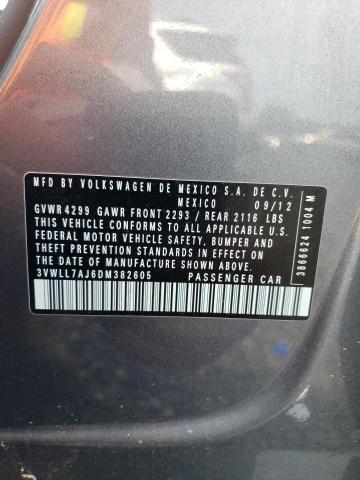 MFD BY VOLKSWAGEN DE MEXICO S.A. DE C.V.
MEXICO 09/12
GVWR 4299 GAWR FRONT 2293 / REAR 2116 LBS
THIS VEHICLE CONFORMS TO ALL APPLICABLE U.S.
FEDERAL MOTOR VEHICLE SAFETY, BUMPER AND
THEFT PREVENTION STANDARDS IN EFFECT ON
THE DATE OF MANUFACTURE SHOWN ABOVE.
3VWLL7AJ6DM382605 PASSENGER CAR
3866624 1004 M